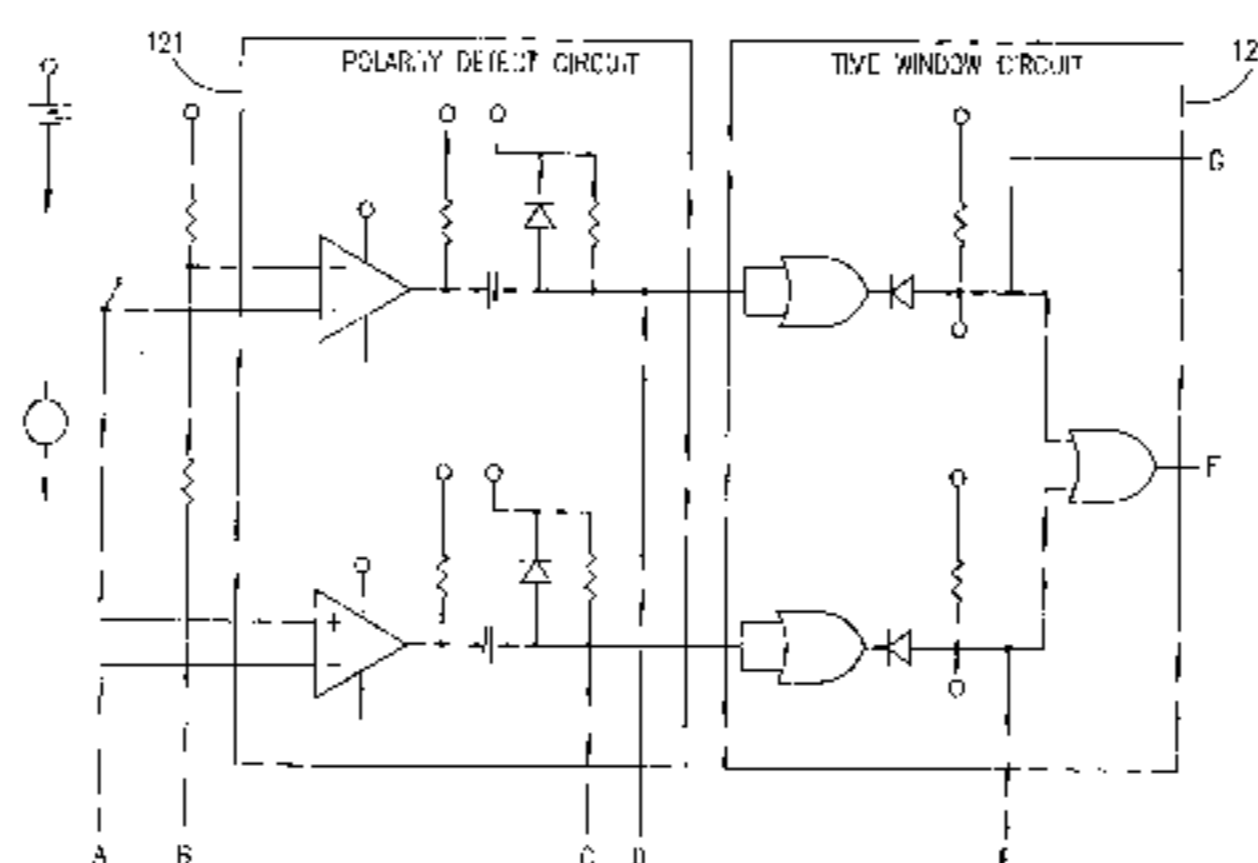 121
POLARITY DETECT CIRCUIT
TIME WINDOW CIRCUIT
12
G
F
+
−
−
A
B
C
D